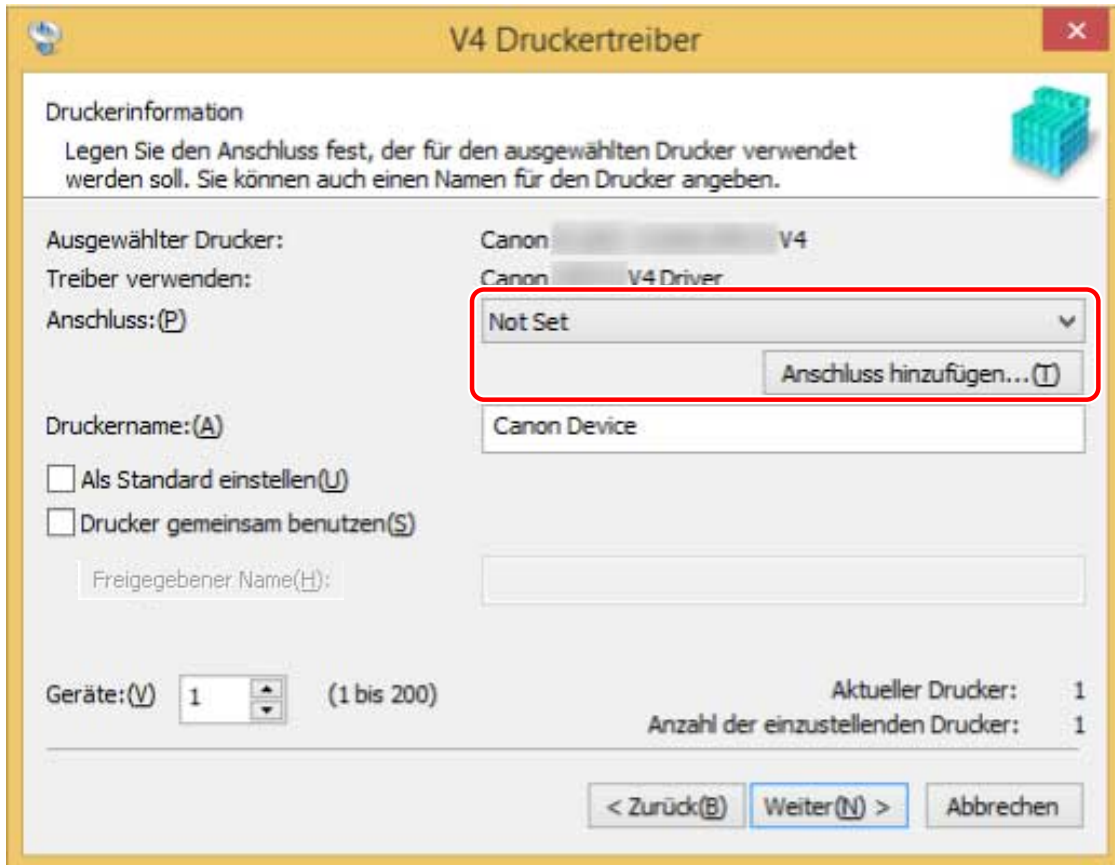 V4 Druckertreiber
Druckerinformation
Legen Sie den Anschluss fest, der für den ausgewählten Drucker verwendet
werden soll. Sie können auch einen Namen für den Drucker angeben.
Ausgewählter Drucker: Canon V4
Treiber verwenden: Canon V4 Driver
Anschluss:(P) Not Set
Anschluss hinzufügen...(T)
Druckername:(A) Canon Device
Als Standard einstellen(U)
Drucker gemeinsam benutzen(S)
Freigegebener Name(H):
Geräte:(V) 1 (1 bis 200) Aktueller Drucker: 1
Anzahl der einzustellenden Drucker: 1
< Zurück(B) Weiter(N) > Abbrechen